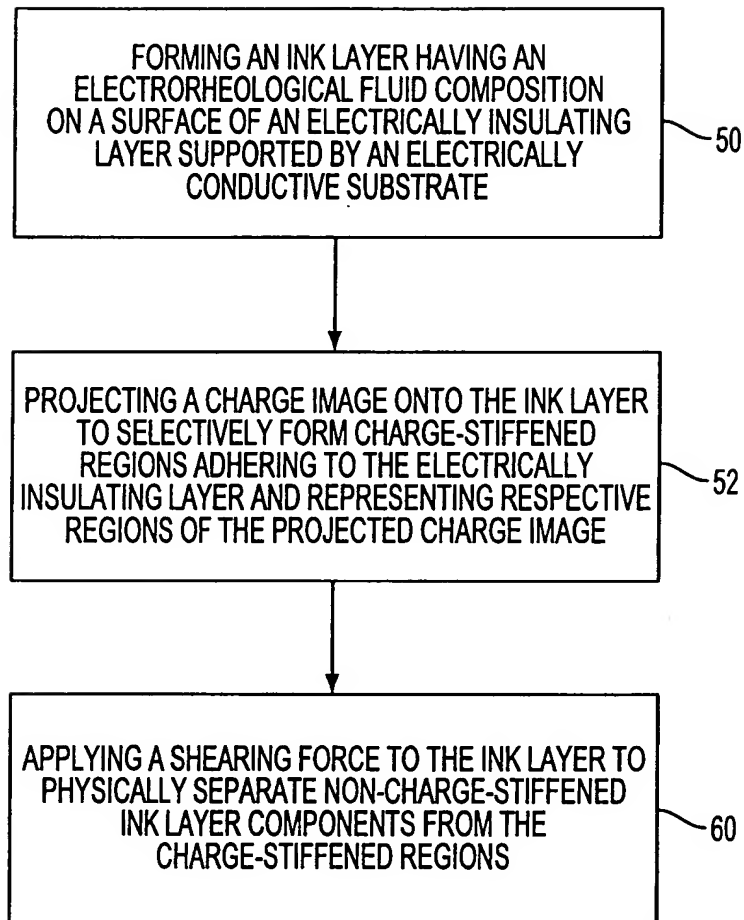 FORMING AN INK LAYER HAVING AN
ELECTRORHEOLOGICAL FLUID COMPOSITION
ON A SURFACE OF AN ELECTRICALLY INSULATING
LAYER SUPPORTED BY AN ELECTRICALLY
CONDUCTIVE SUBSTRATE
50
PROJECTING A CHARGE IMAGE ONTO THE INK LAYER
TO SELECTIVELY FORM CHARGE-STIFFENED
REGIONS ADHERING TO THE ELECTRICALLY
INSULATING LAYER AND REPRESENTING RESPECTIVE
REGIONS OF THE PROJECTED CHARGE IMAGE
52
APPLYING A SHEARING FORCE TO THE INK LAYER TO
PHYSICALLY SEPARATE NON-CHARGE-STIFFENED
INK LAYER COMPONENTS FROM THE
CHARGE-STIFFENED REGIONS
60